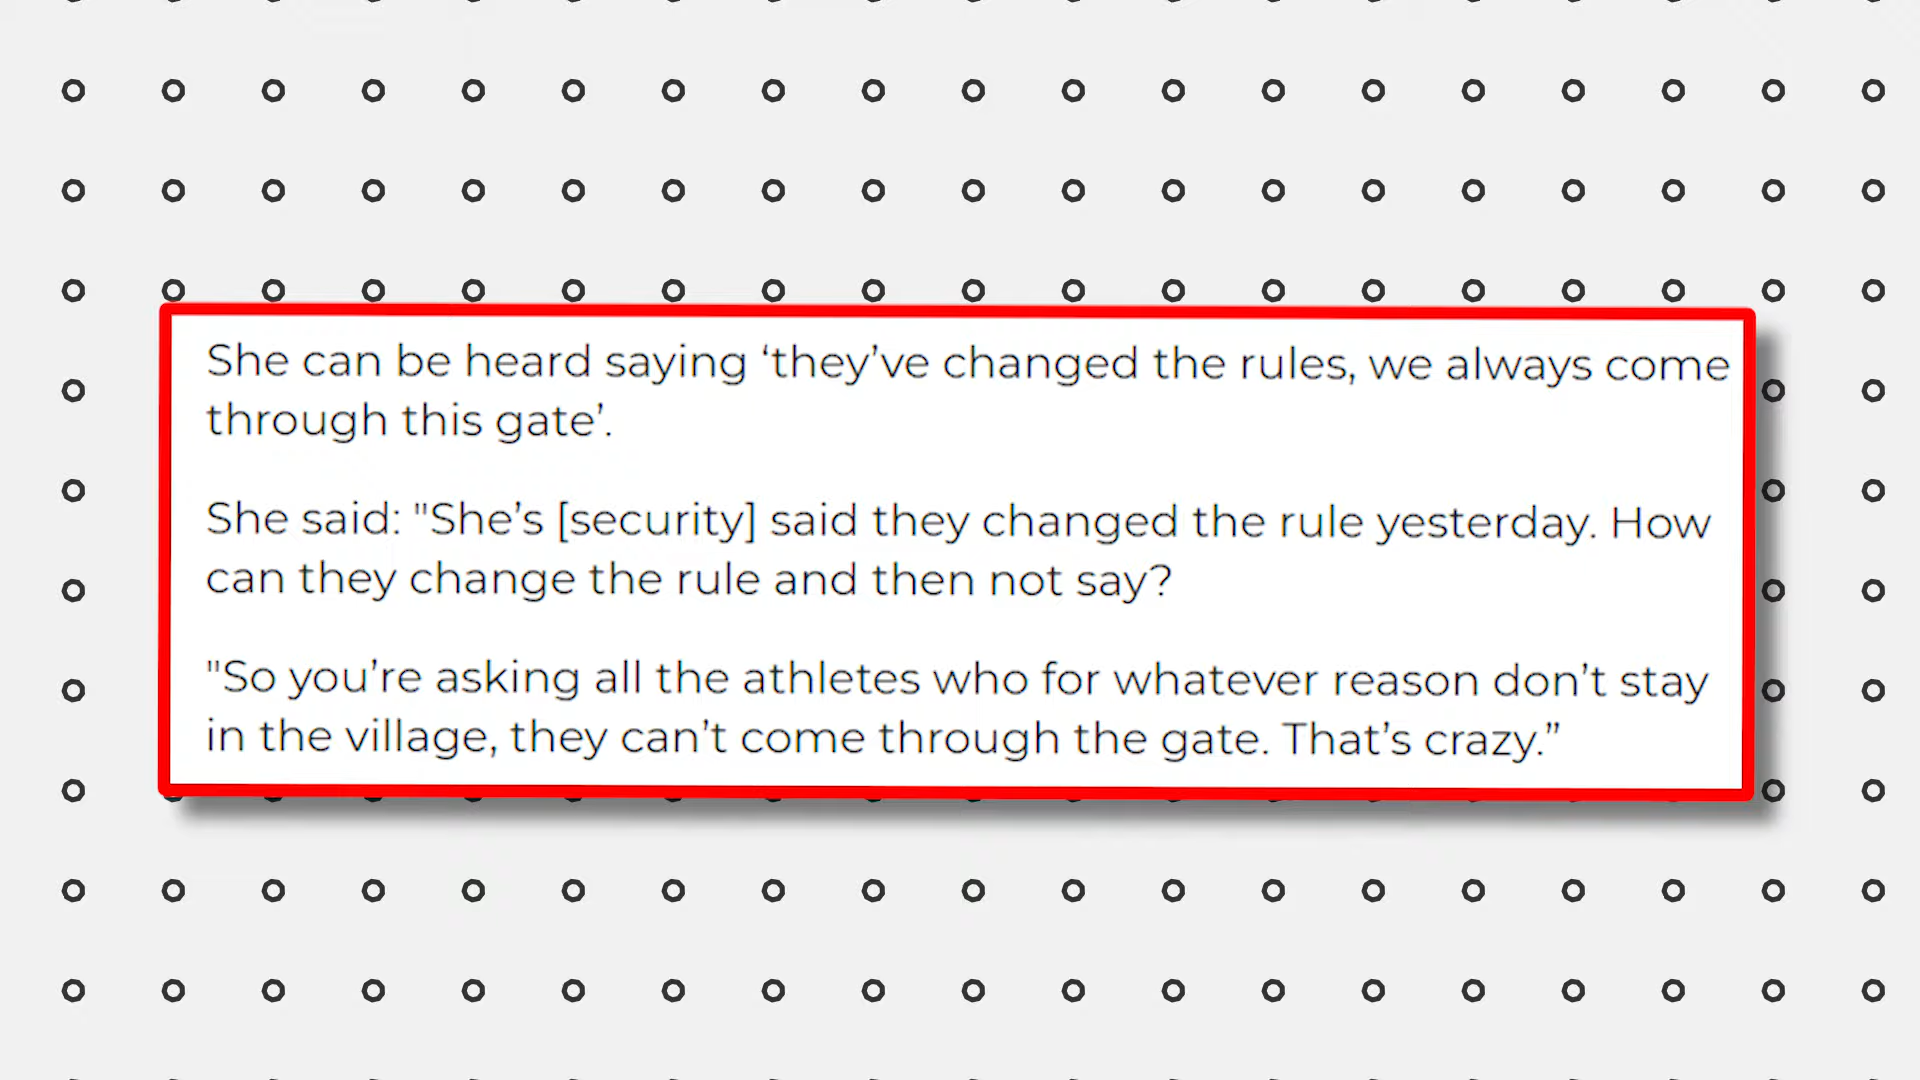 She can be heard saying ‘they’ve changed the rules, we always come
through this gate’.
She said: "She’s [security] said they changed the rule yesterday. How
can they change the rule and then not say?
"So you’re asking all the athletes who for whatever reason don’t stay
in the village, they can’t come through the gate. That’s crazy.”